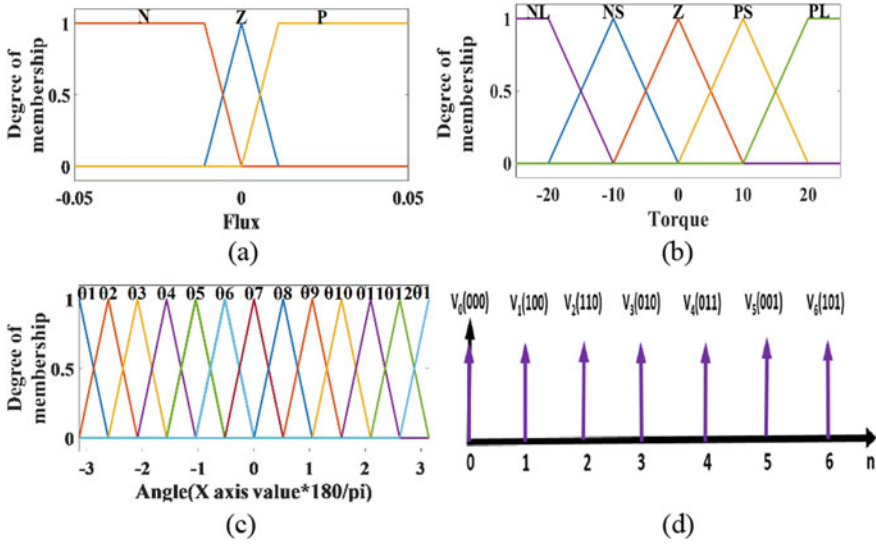 N Z P
1
0.5
0
Degree of
membership
-0.05 0 0.05
Flux
(a)
NL NS Z PS PL
1
0.5
0
Degree of
membership
-20 -10 0 10 20
Torque
(b)
θ1 θ2 θ3 θ4 θ5 θ6 θ7 θ8 θ9 θ10 θ11 θ12 θ1
1
0.5
0
Degree of
membership
-3 -2 -1 0 1 2 3
Angle(X axis value*180/pi)
(c)
V₀(000) V₁(100) V₂(110) V₃(010) V₄(011) V₅(001) V₆(101)
0 1 2 3 4 5 6 n
(d)